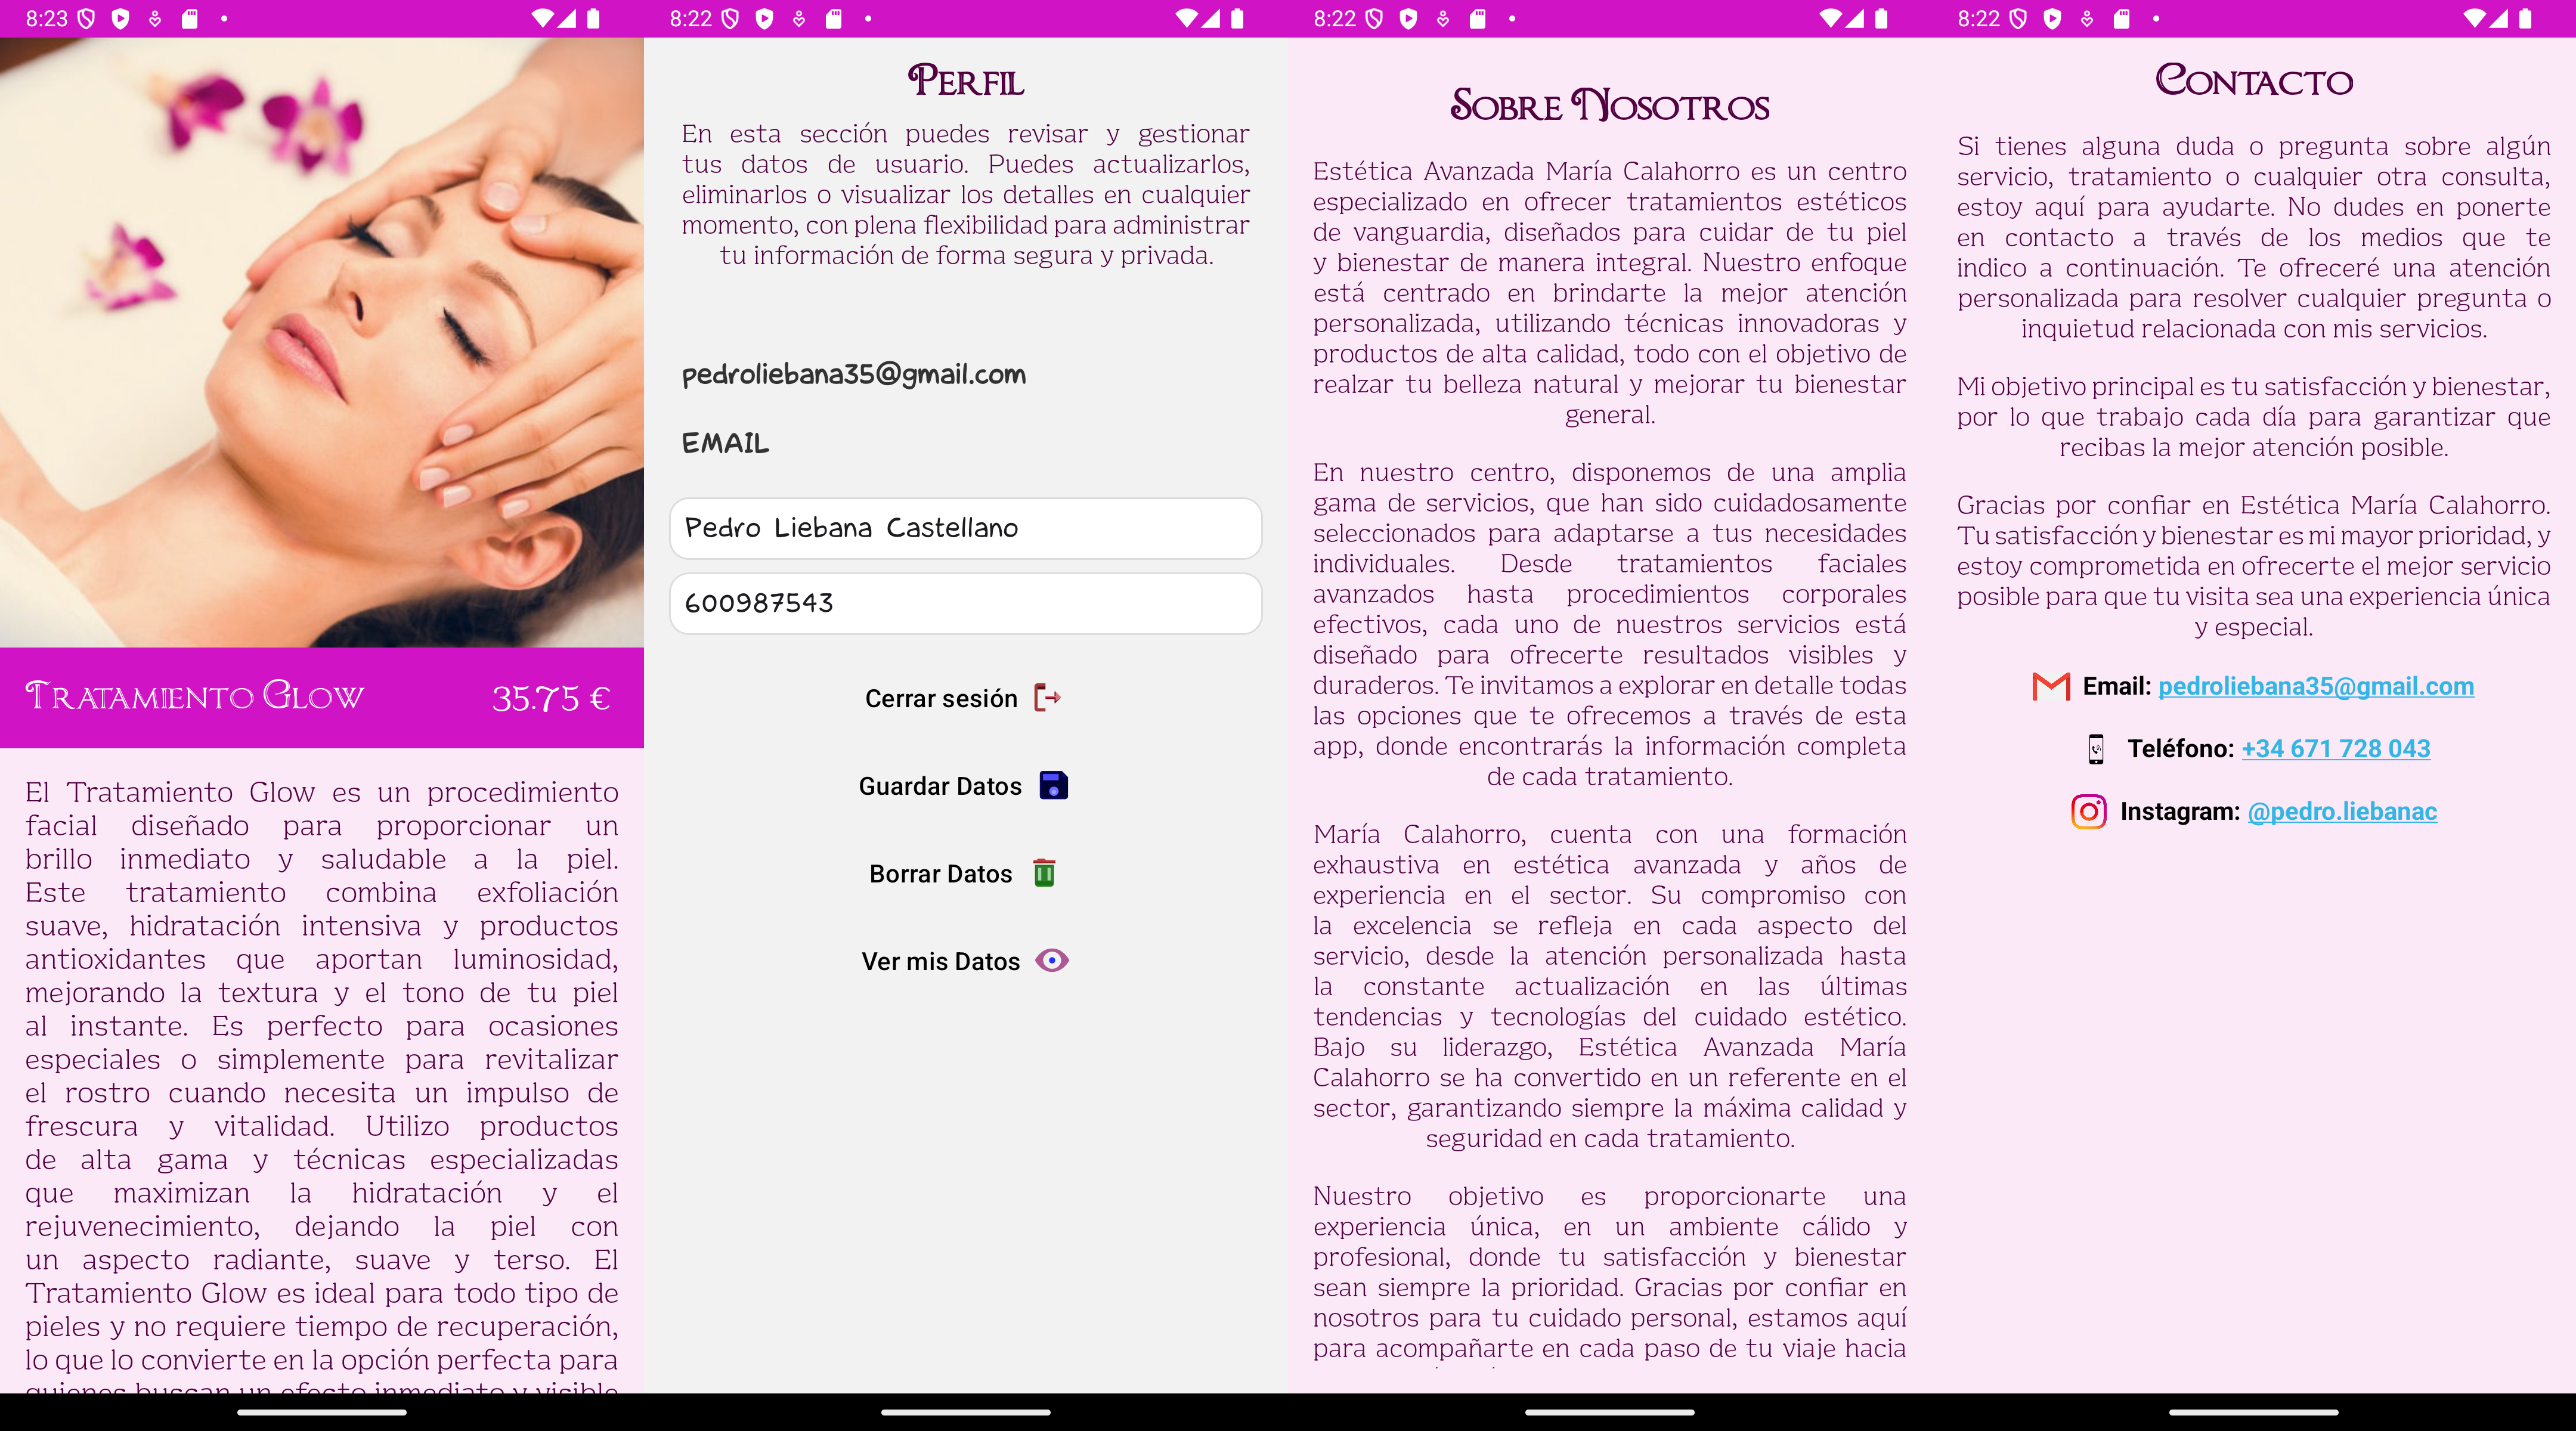 8:23
TRATAMIENTO GLOW
35.75 €
El Tratamiento Glow es un procedimiento
facial diseñado para proporcionar un
brillo inmediato y saludable a la piel.
Este tratamiento combina exfoliación
suave, hidratación intensiva y productos
antioxidantes que aportan luminosidad,
mejorando la textura y el tono de tu piel
al instante. Es perfecto para ocasiones
especiales o simplemente para revitalizar
el rostro cuando necesita un impulso de
frescura y vitalidad. Utilizo productos
de alta gama y técnicas especializadas
que maximizan la hidratación y el
rejuvenecimiento, dejando la piel con
un aspecto radiante, suave y terso. El
Tratamiento Glow es ideal para todo tipo de
pieles y no requiere tiempo de recuperación,
lo que lo convierte en la opción perfecta para
quienes buscan un efecto inmediato y visible
8:22
PERFIL
En esta sección puedes revisar y gestionar
tus datos de usuario. Puedes actualizarlos,
eliminarlos o visualizar los detalles en cualquier
momento, con plena flexibilidad para administrar
tu información de forma segura y privada.
pedroliebana35@gmail.com
EMAIL
Pedro Liebana Castellano
600987543
Cerrar sesión
Guardar Datos
Borrar Datos
Ver mis Datos
8:22
SOBRE NOSOTROS
Estética Avanzada María Calahorro es un centro
especializado en ofrecer tratamientos estéticos
de vanguardia, diseñados para cuidar de tu piel
y bienestar de manera integral. Nuestro enfoque
está centrado en brindarte la mejor atención
personalizada, utilizando técnicas innovadoras y
productos de alta calidad, todo con el objetivo de
realzar tu belleza natural y mejorar tu bienestar
general.
En nuestro centro, disponemos de una amplia
gama de servicios, que han sido cuidadosamente
seleccionados para adaptarse a tus necesidades
individuales. Desde tratamientos faciales
avanzados hasta procedimientos corporales
efectivos, cada uno de nuestros servicios está
diseñado para ofrecerte resultados visibles y
duraderos. Te invitamos a explorar en detalle todas
las opciones que te ofrecemos a través de esta
app, donde encontrarás la información completa
de cada tratamiento.
María Calahorro, cuenta con una formación
exhaustiva en estética avanzada y años de
experiencia en el sector. Su compromiso con
la excelencia se refleja en cada aspecto del
servicio, desde la atención personalizada hasta
la constante actualización en las últimas
tendencias y tecnologías del cuidado estético.
Bajo su liderazgo, Estética Avanzada María
Calahorro se ha convertido en un referente en el
sector, garantizando siempre la máxima calidad y
seguridad en cada tratamiento.
Nuestro objetivo es proporcionarte una
experiencia única, en un ambiente cálido y
profesional, donde tu satisfacción y bienestar
sean siempre la prioridad. Gracias por confiar en
nosotros para tu cuidado personal, estamos aquí
para acompañarte en cada paso de tu viaje hacia
8:22
CONTACTO
Si tienes alguna duda o pregunta sobre algún
servicio, tratamiento o cualquier otra consulta,
estoy aquí para ayudarte. No dudes en ponerte
en contacto a través de los medios que te
indico a continuación. Te ofreceré una atención
personalizada para resolver cualquier pregunta o
inquietud relacionada con mis servicios.
Mi objetivo principal es tu satisfacción y bienestar,
por lo que trabajo cada día para garantizar que
recibas la mejor atención posible.
Gracias por confiar en Estética María Calahorro.
Tu satisfacción y bienestar es mi mayor prioridad, y
estoy comprometida en ofrecerte el mejor servicio
posible para que tu visita sea una experiencia única
y especial.
Email: pedroliebana35@gmail.com
Teléfono: +34 671 728 043
Instagram: @pedro.liebanac